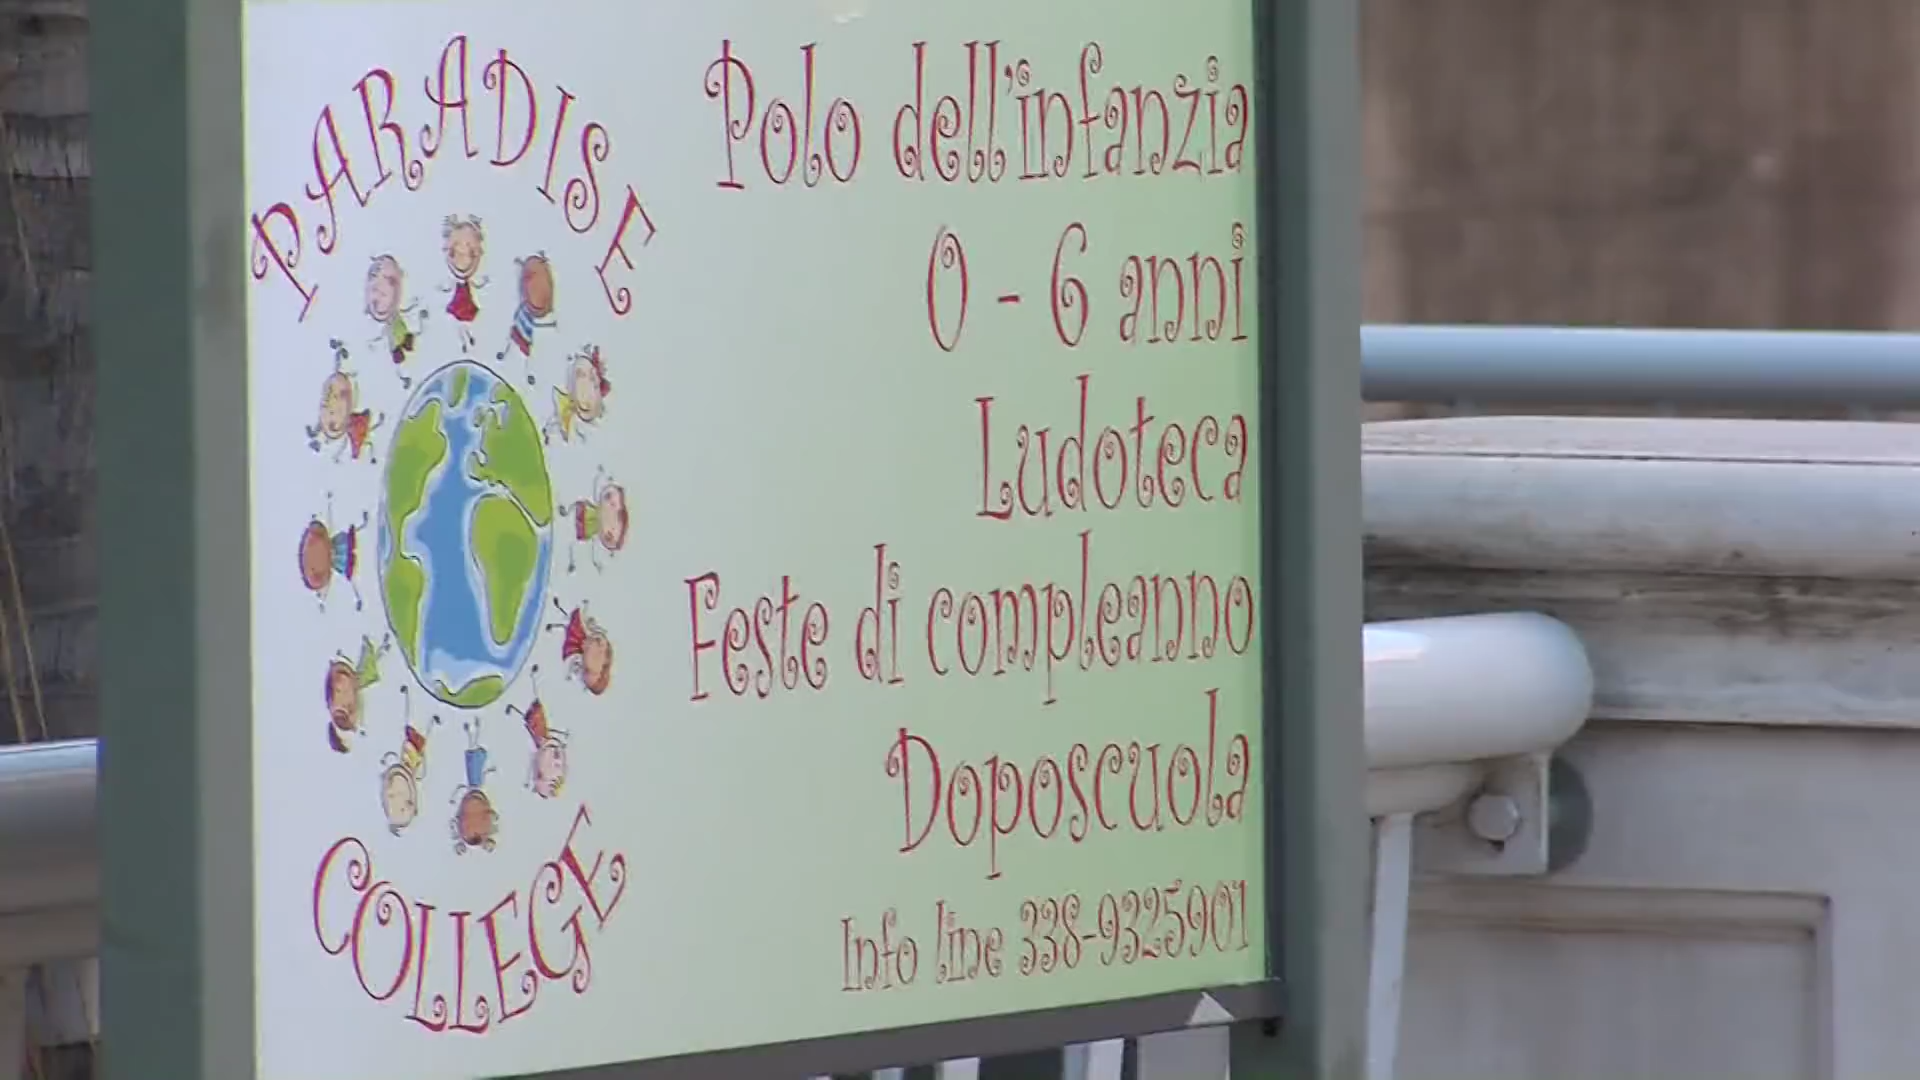 PARADISE
COLLEGE
Polo dell'infanzia
0 - 6 anni
Ludoteca
Feste di compleanno
Doposcuola
Info line 338-9325901